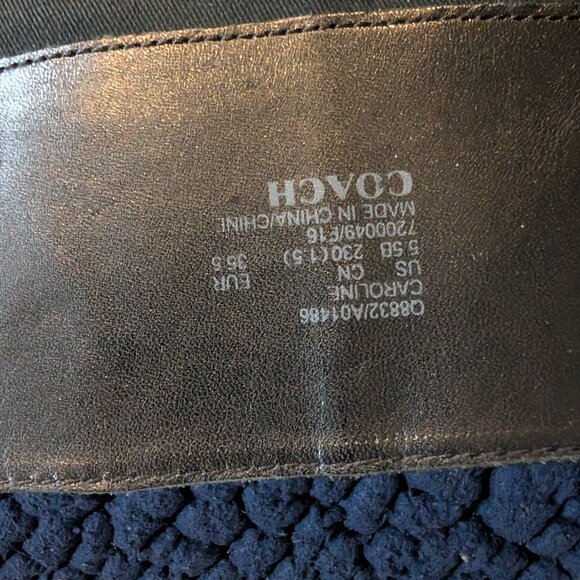 Q8832/A01486
CAROLINE
US CN EUR
5.5B 230(1.5) 35.5
7200049/F16
MADE IN CHINA/CHINE
COACH